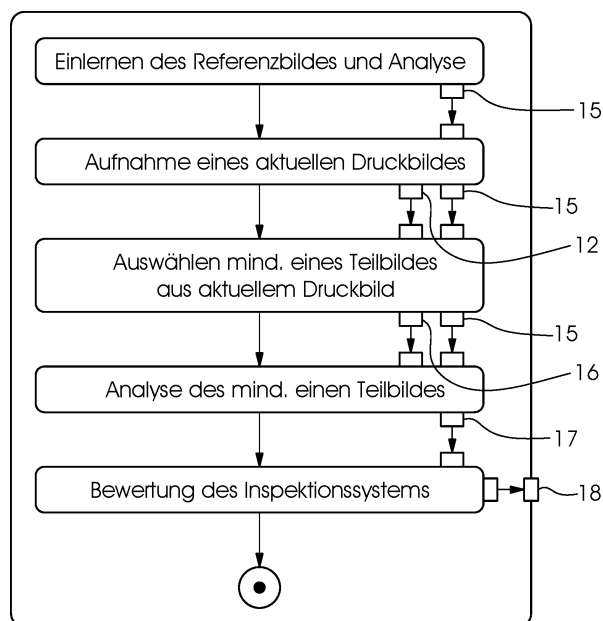 Einlernen des Referenzbildes und Analyse
15
Aufnahme eines aktuellen Druckbildes
15
12
Auswählen mind. eines Teilbildes
aus aktuellem Druckbild
15
16
Analyse des mind. einen Teilbildes
17
Bewertung des Inspektionssystems
18